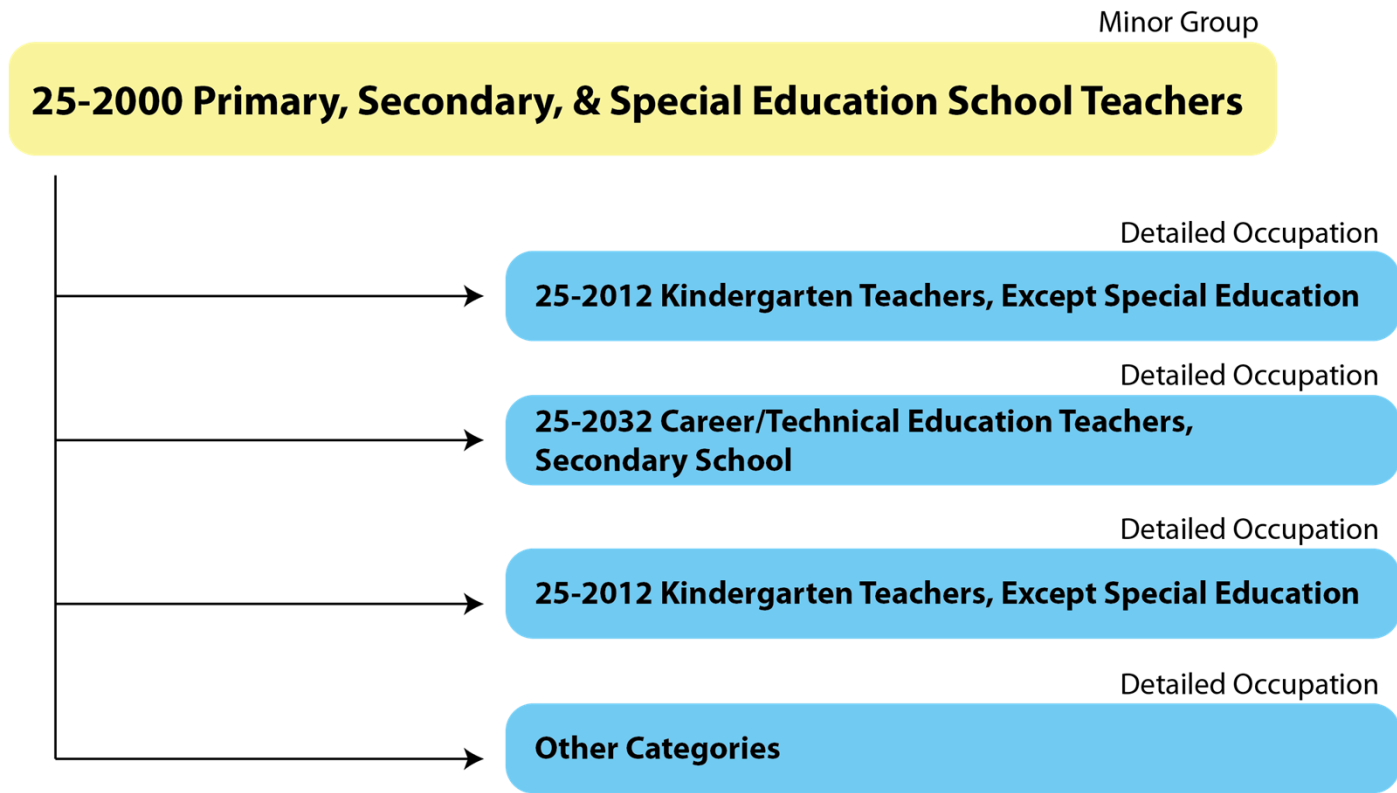 Minor Group
25-2000 Primary, Secondary, & Special Education School Teachers
Detailed Occupation
25-2012 Kindergarten Teachers, Except Special Education
Detailed Occupation
25-2032 Career/Technical Education Teachers,
Secondary School
Detailed Occupation
25-2012 Kindergarten Teachers, Except Special Education
Detailed Occupation
Other Categories